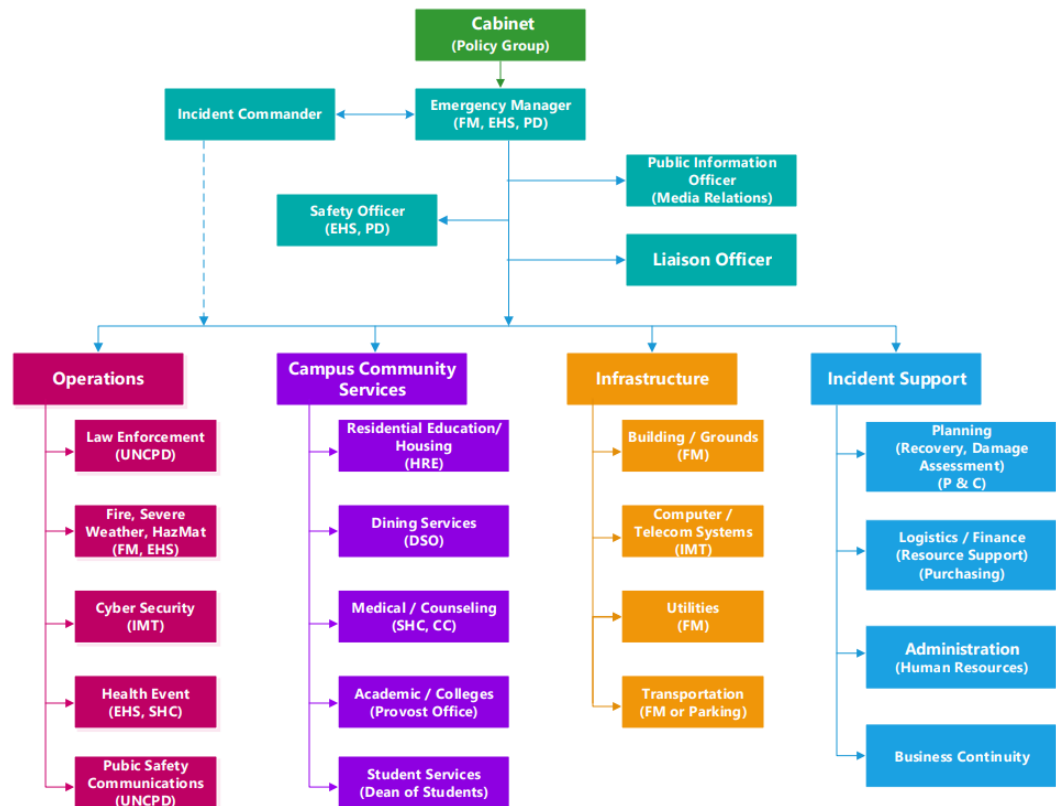 Cabinet
(Policy Group)
Incident Commander
Emergency Manager
(FM, EHS, PD)
Public Information
Officer
(Media Relations)
Safety Officer
(EHS, PD)
Liaison Officer
Operations
Law Enforcement
(UNCPD)
Fire, Severe
Weather, HazMat
(FM, EHS)
Cyber Security
(IMT)
Health Event
(EHS, SHC)
Pubic Safety
Communications
(UNCPD)
Campus Community
Services
Residential Education/
Housing
(HRE)
Dining Services
(DSO)
Medical / Counseling
(SHC, CC)
Academic / Colleges
(Provost Office)
Student Services
(Dean of Students)
Infrastructure
Building / Grounds
(FM)
Computer /
Telecom Systems
(IMT)
Utilities
(FM)
Transportation
(FM or Parking)
Incident Support
Planning
(Recovery, Damage
Assessment)
(P & C)
Logistics / Finance
(Resource Support)
(Purchasing)
Administration
(Human Resources)
Business Continuity